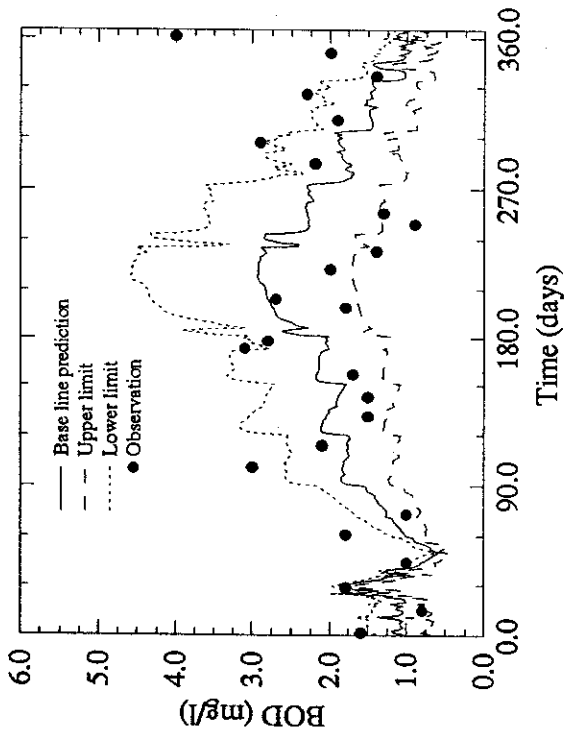 6.0
5.0
4.0
3.0
2.0
1.0
0.0
BOD (mg/l)
Base line prediction
Upper limit
Lower limit
Observation
0.0
90.0
180.0
270.0
360.0
Time (days)